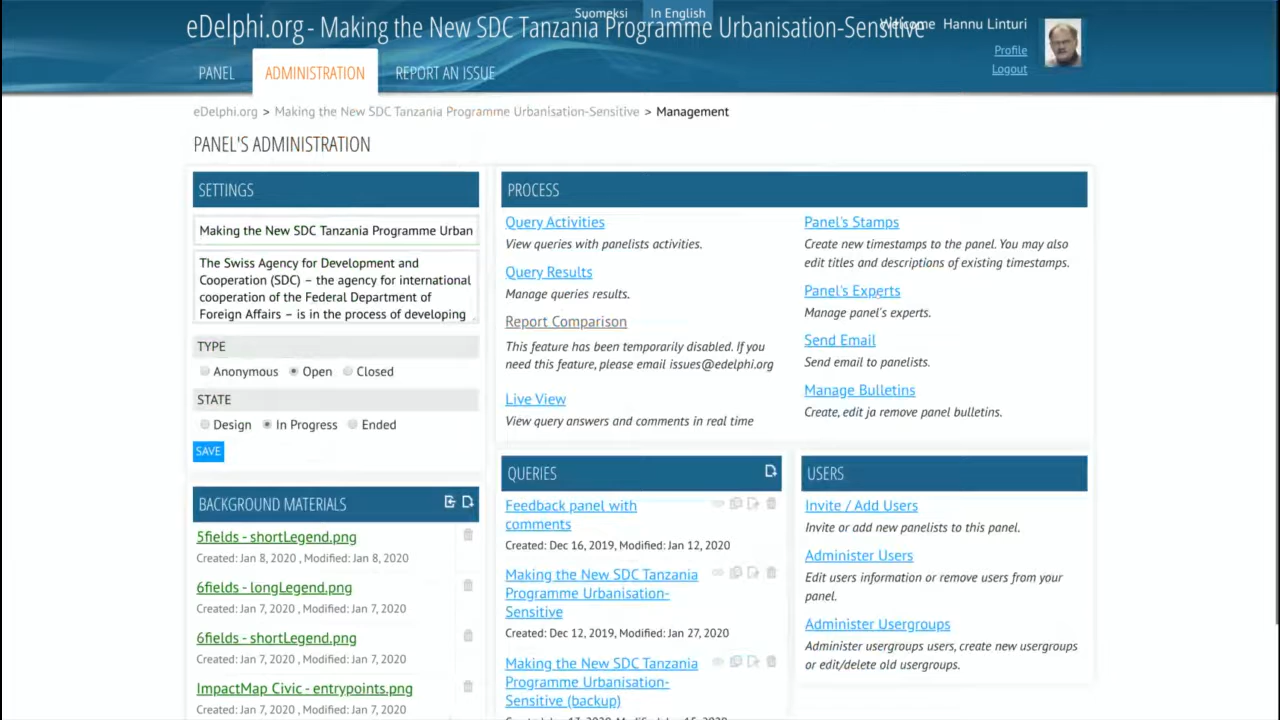 Suomeksi In English
eDelphi.org - Making the New SDC Tanzania Programme Urbanisation-Sensitive
Welcome Hannu Linturi
Profile
Logout
PANEL ADMINISTRATION REPORT AN ISSUE
eDelphi.org > Making the New SDC Tanzania Programme Urbanisation-Sensitive > Management
PANEL'S ADMINISTRATION
SETTINGS
Making the New SDC Tanzania Programme Urban
The Swiss Agency for Development and
Cooperation (SDC) – the agency for international
cooperation of the Federal Department of
Foreign Affairs – is in the process of developing
TYPE
Anonymous Open Closed
STATE
Design In Progress Ended
SAVE
BACKGROUND MATERIALS
5fields - shortLegend.png
Created: Jan 8, 2020 , Modified: Jan 8, 2020
6fields - longLegend.png
Created: Jan 7, 2020 , Modified: Jan 7, 2020
6fields - shortLegend.png
Created: Jan 7, 2020 , Modified: Jan 7, 2020
ImpactMap Civic - entrypoints.png
Created: Jan 7, 2020 , Modified: Jan 7, 2020
PROCESS
Query Activities
View queries with panelists activities.
Query Results
Manage queries results.
Report Comparison
This feature has been temporarily disabled. If you
need this feature, please email issues@edelphi.org
Live View
View query answers and comments in real time
Panel's Stamps
Create new timestamps to the panel. You may also
edit titles and descriptions of existing timestamps.
Panel's Experts
Manage panel's experts.
Send Email
Send email to panelists.
Manage Bulletins
Create, edit ja remove panel bulletins.
QUERIES
Feedback panel with
comments
Created: Dec 16, 2019, Modified: Jan 12, 2020
Making the New SDC Tanzania
Programme Urbanisation-
Sensitive
Created: Dec 12, 2019, Modified: Jan 27, 2020
Making the New SDC Tanzania
Programme Urbanisation-
Sensitive (backup)
USERS
Invite / Add Users
Invite or add new panelists to this panel.
Administer Users
Edit users information or remove users from your
panel.
Administer Usergroups
Administer usergroups users, create new usergroups
or edit/delete old usergroups.